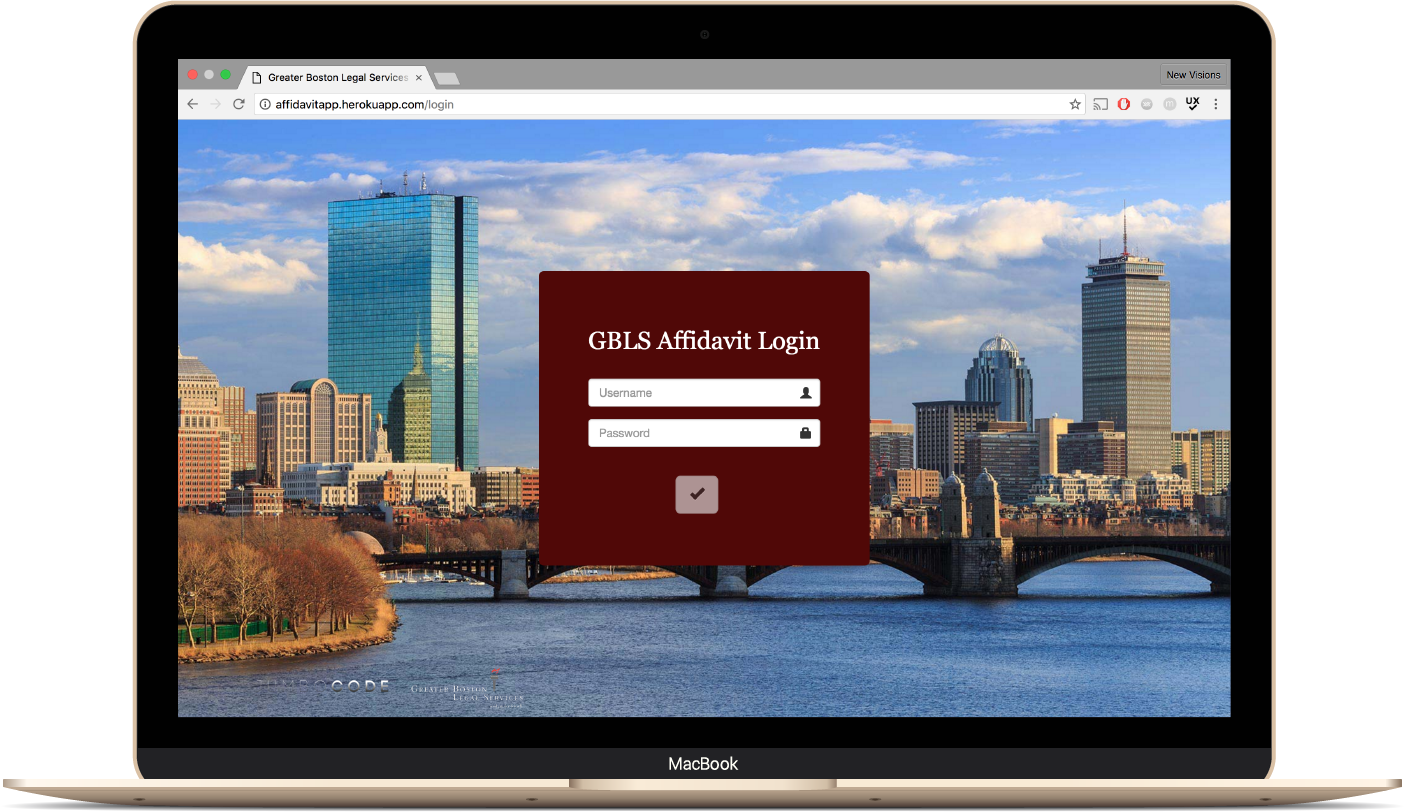 Greater Boston Legal Services
New Visions
affidavitapp.herokuapp.com/login
UX
GBLS Affidavit Login
Username
Password
CODE
Greater Boston
Legal Services
MacBook